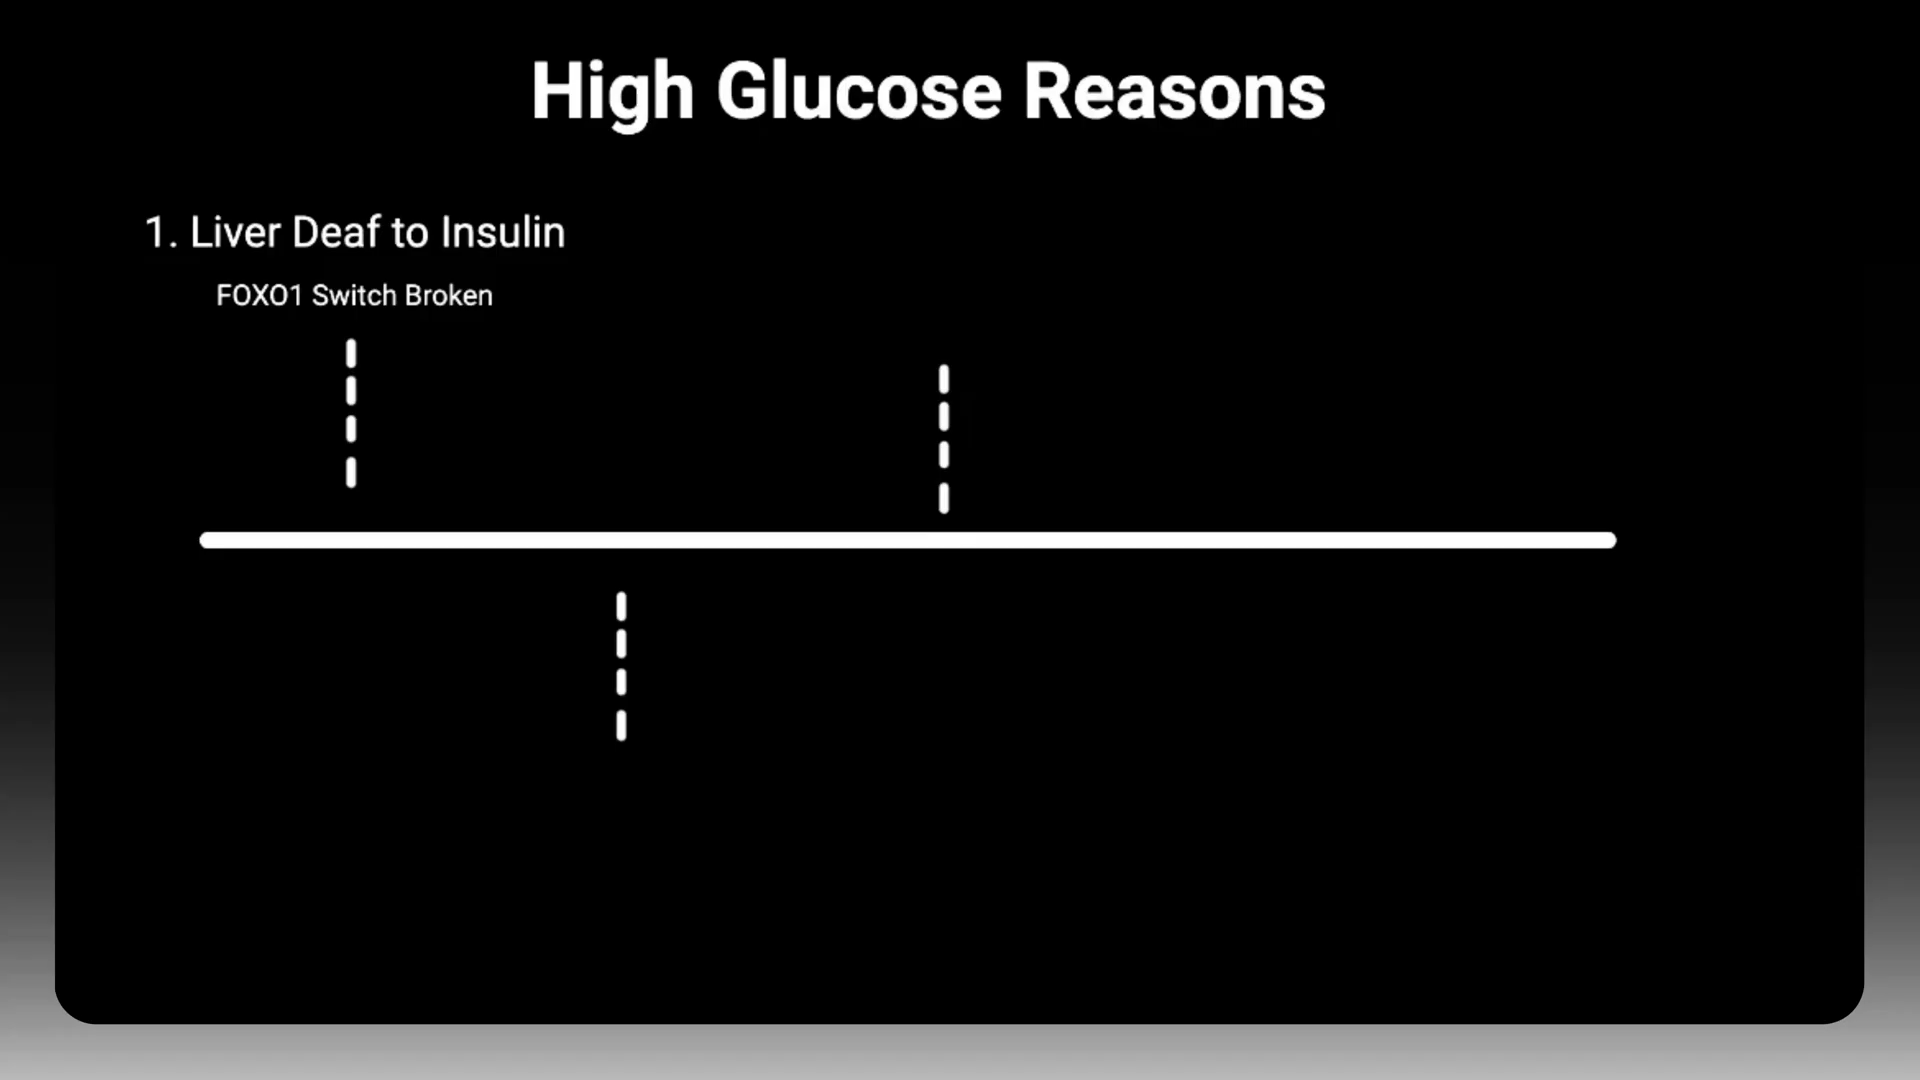 High Glucose Reasons
1. Liver Deaf to Insulin
FOXO1 Switch Broken